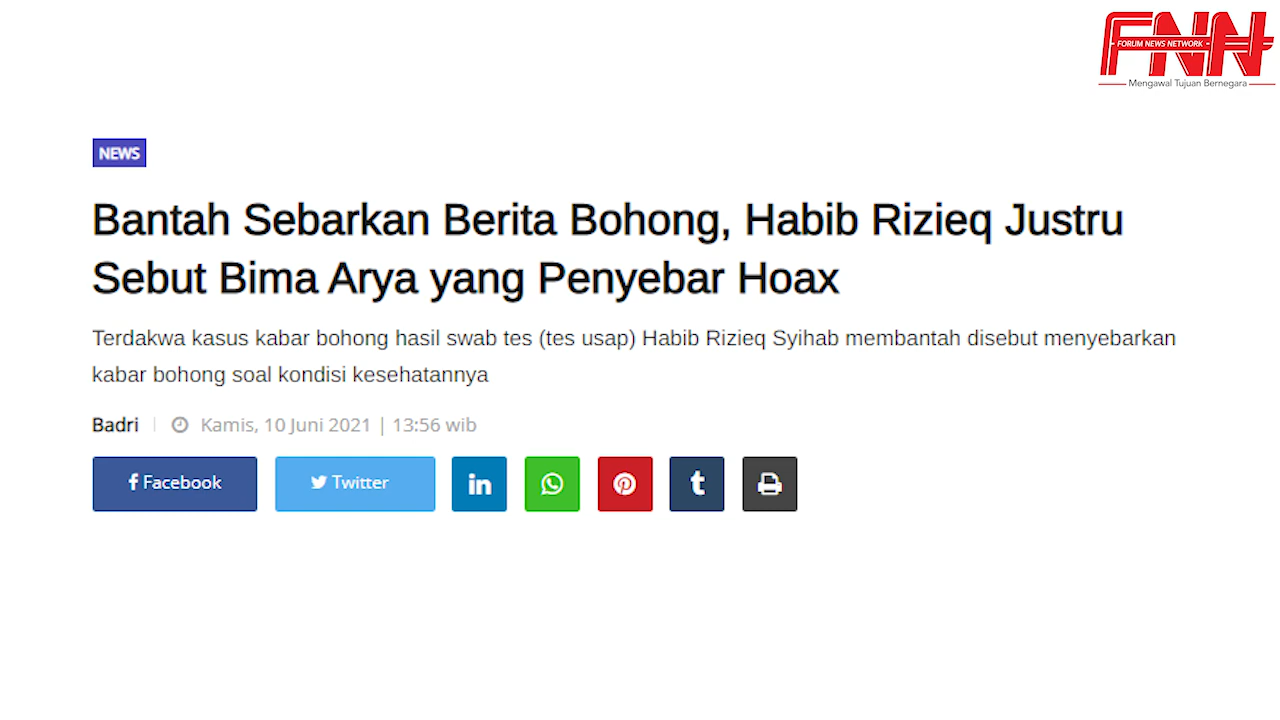 FNN
FORUM NEWS NETWORK
Mengawal Tujuan Bernegara
NEWS
Bantah Sebarkan Berita Bohong, Habib Rizieq Justru
Sebut Bima Arya yang Penyebar Hoax
Terdakwa kasus kabar bohong hasil swab tes (tes usap) Habib Rizieq Syihab membantah disebut menyebarkan
kabar bohong soal kondisi kesehatannya
Badri | Kamis, 10 Juni 2021 | 13:56 wib
Facebook Twitter in t